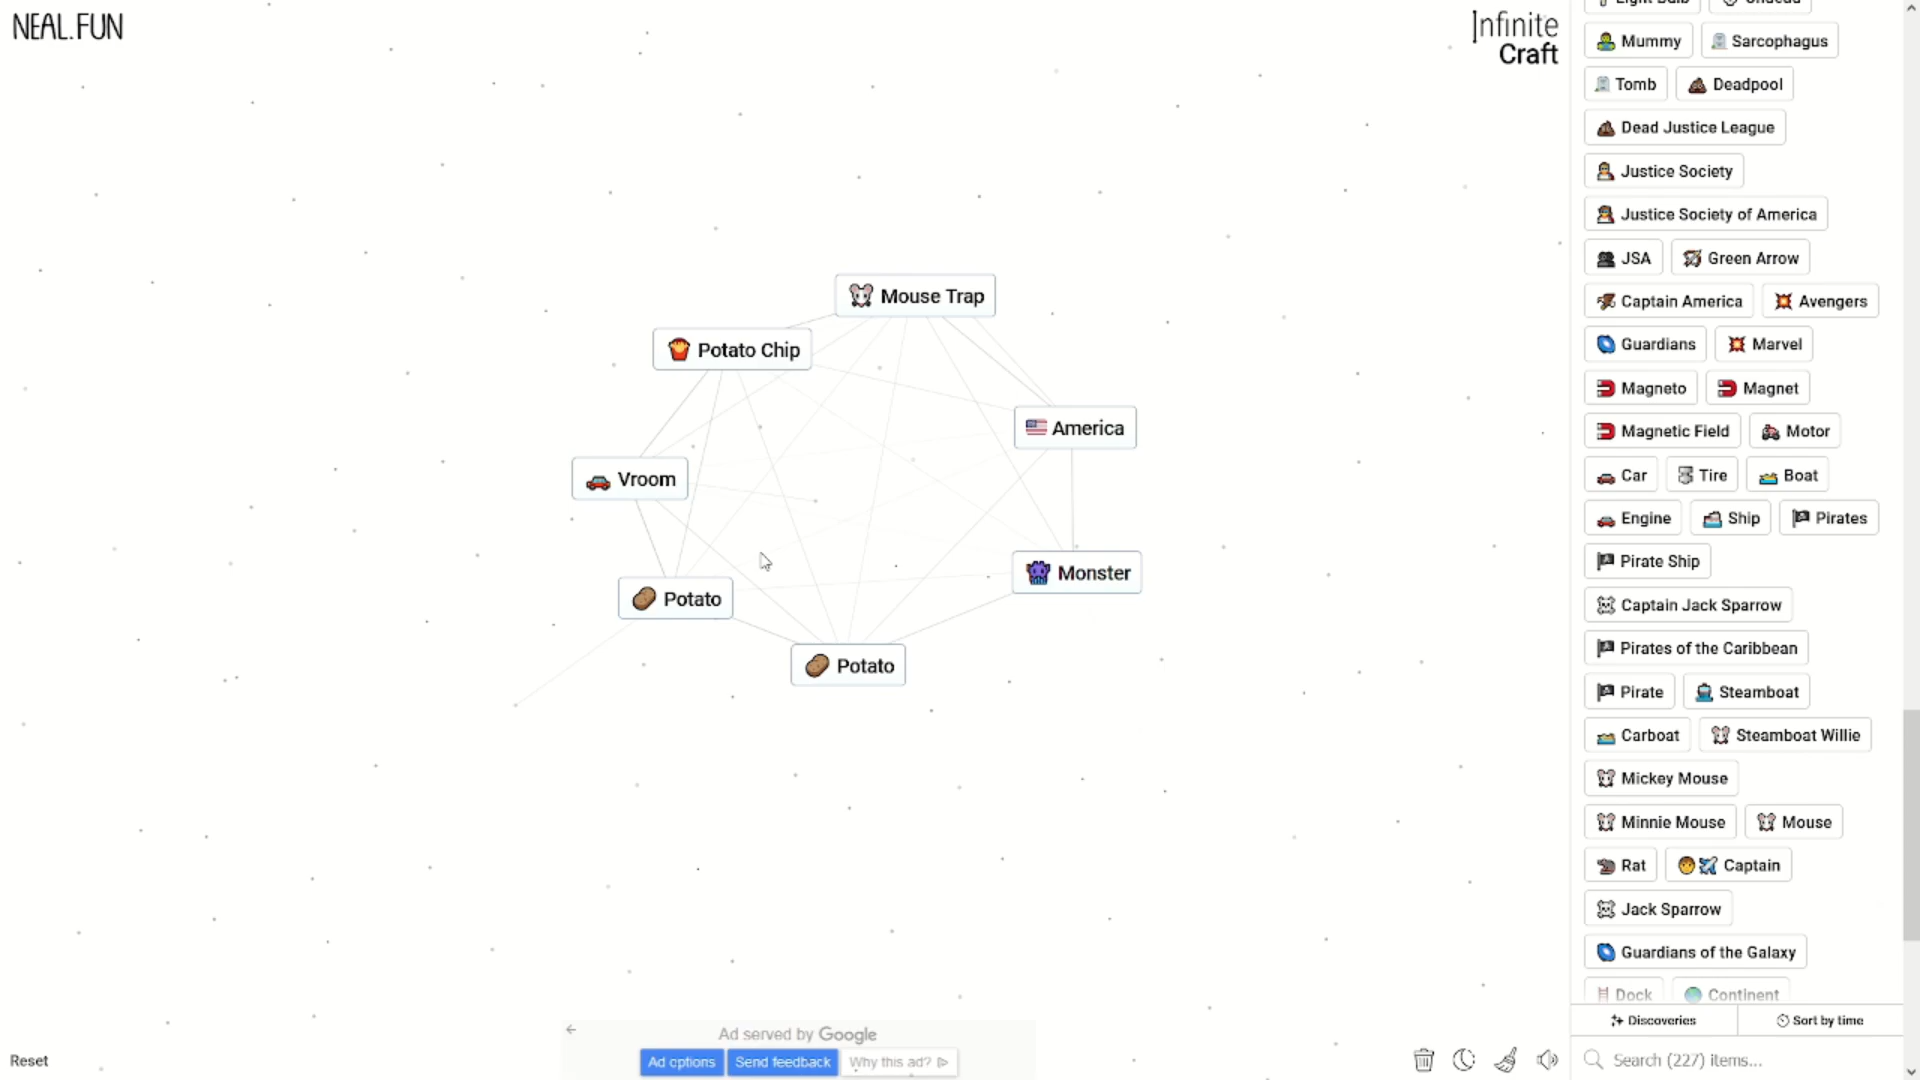 NEAL.FUN
Infinite
Craft
Mouse Trap
Potato Chip
America
Vroom
Monster
Potato
Potato
Mummy
Sarcophagus
Tomb
Deadpool
Dead Justice League
Justice Society
Justice Society of America
JSA
Green Arrow
Captain America
Avengers
Guardians
Marvel
Magneto
Magnet
Magnetic Field
Motor
Car
Tire
Boat
Engine
Ship
Pirates
Pirate Ship
Captain Jack Sparrow
Pirates of the Caribbean
Pirate
Steamboat
Carboat
Steamboat Willie
Mickey Mouse
Minnie Mouse
Mouse
Rat
Captain
Jack Sparrow
Guardians of the Galaxy
Dock
Continent
Discoveries
Sort by time
Search (227) items...
Ad served by Google
Ad options
Send feedback
Why this ad?
Reset